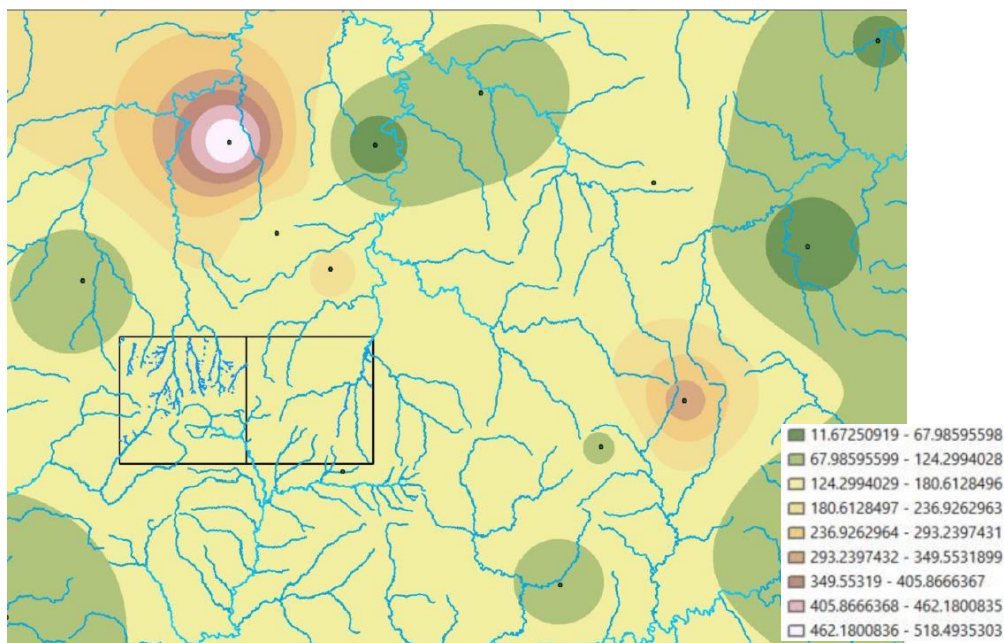 11.67250919 - 67.98595598
67.98595599 - 124.2994028
124.2994029 - 180.6128496
180.6128497 - 236.9262963
236.9262964 - 293.2397431
293.2397432 - 349.5531899
349.55319 - 405.8666367
405.8666368 - 462.1800835
462.1800836 - 518.4935303